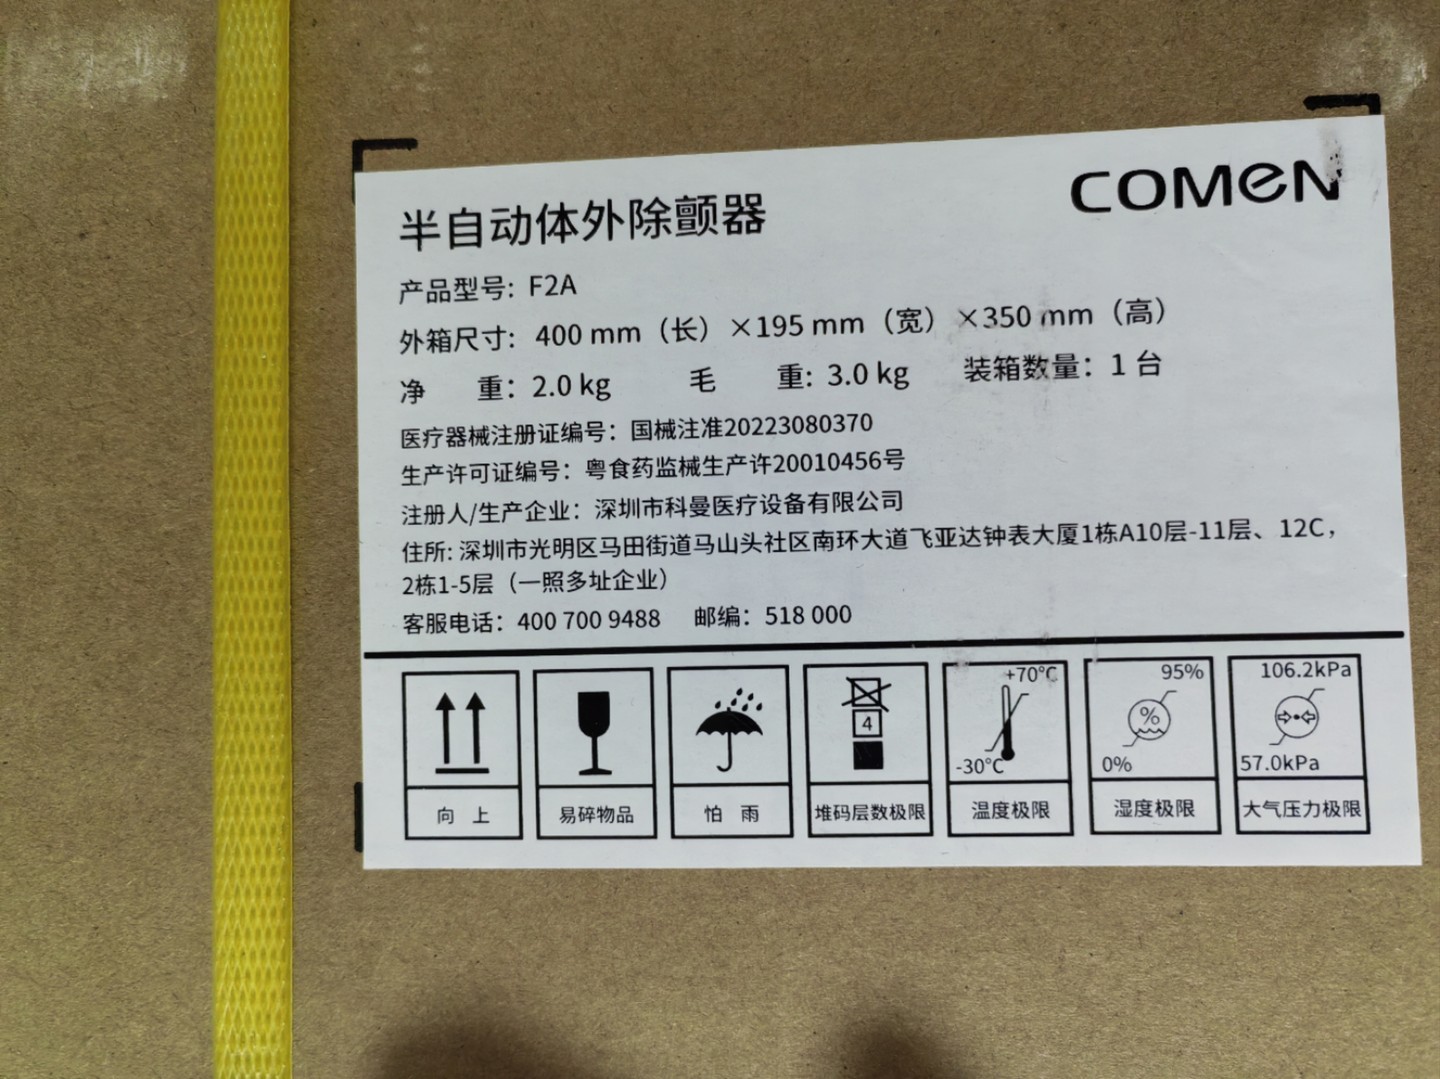 COMEN
半自动体外除颤器
产品型号: F2A
外箱尺寸: 400 mm（长）×195 mm（宽）×350 mm（高）
净 重: 2.0 kg 毛 重: 3.0 kg 装箱数量: 1 台
医疗器械注册证编号: 国械注准20223080370
生产许可证编号: 粤食药监械生产许20010456号
注册人/生产企业: 深圳市科曼医疗设备有限公司
住所: 深圳市光明区马田街道马山头社区南环大道飞亚达钟表大厦1栋A10层-11层、12C，
2栋1-5层（一照多址企业）
客服电话: 400 700 9488 邮编: 518 000
4
+70℃
-30℃
95%
%
0%
106.2kPa
57.0kPa
向 上 易碎物品 怕 雨 堆码层数极限 温度极限 湿度极限 大气压力极限